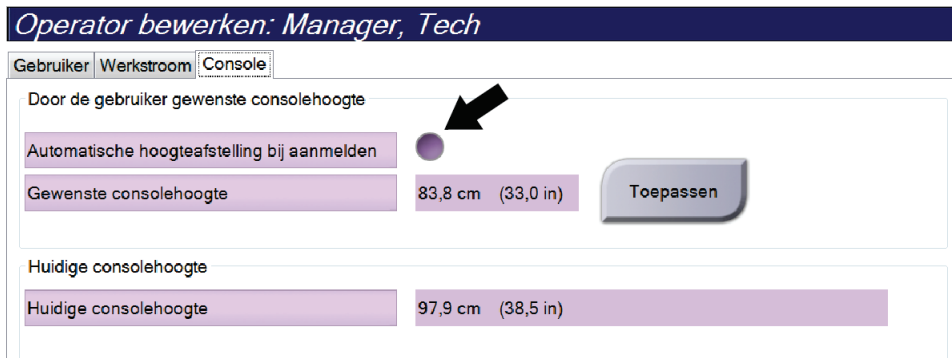 Operator bewerken: Manager, Tech
Gebruiker Werkstroom Console
Door de gebruiker gewenste consolehoogte
Automatische hoogteafstelling bij aanmelden
Gewenste consolehoogte 83,8 cm (33,0 in) Toepassen
Huidige consolehoogte
Huidige consolehoogte 97,9 cm (38,5 in)